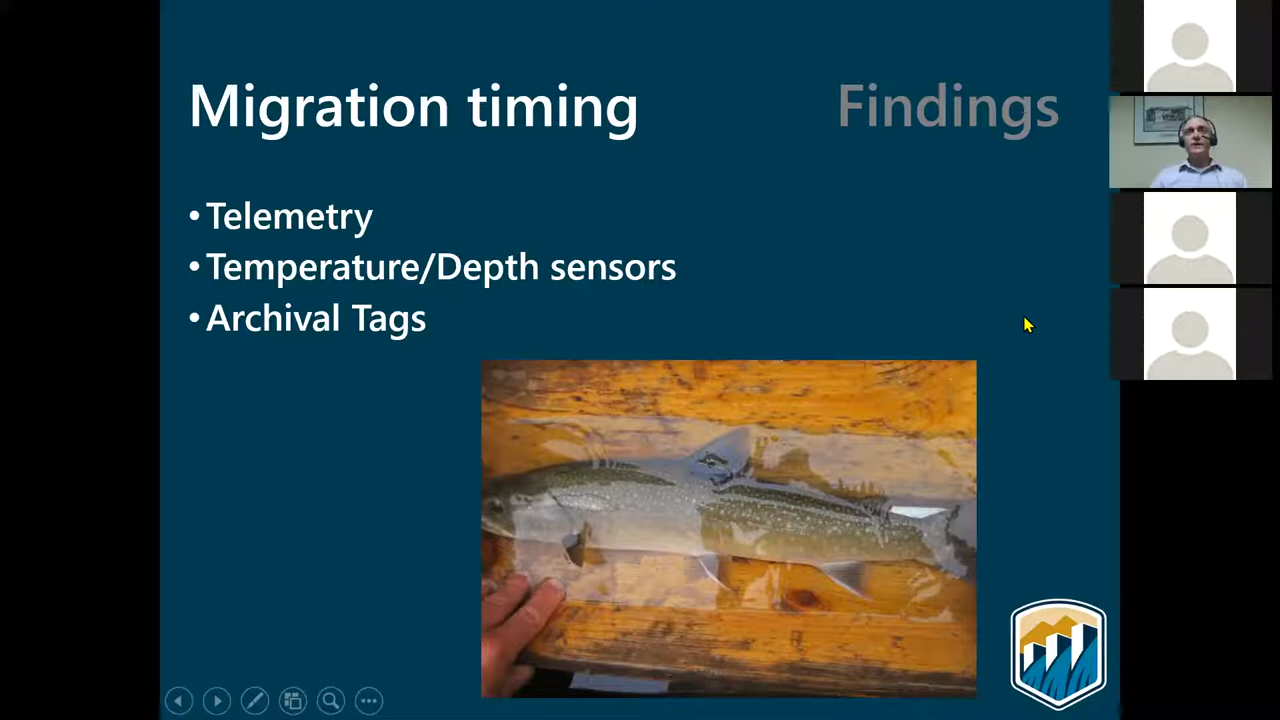 Migration timing
Findings
• Telemetry
• Temperature/Depth sensors
• Archival Tags